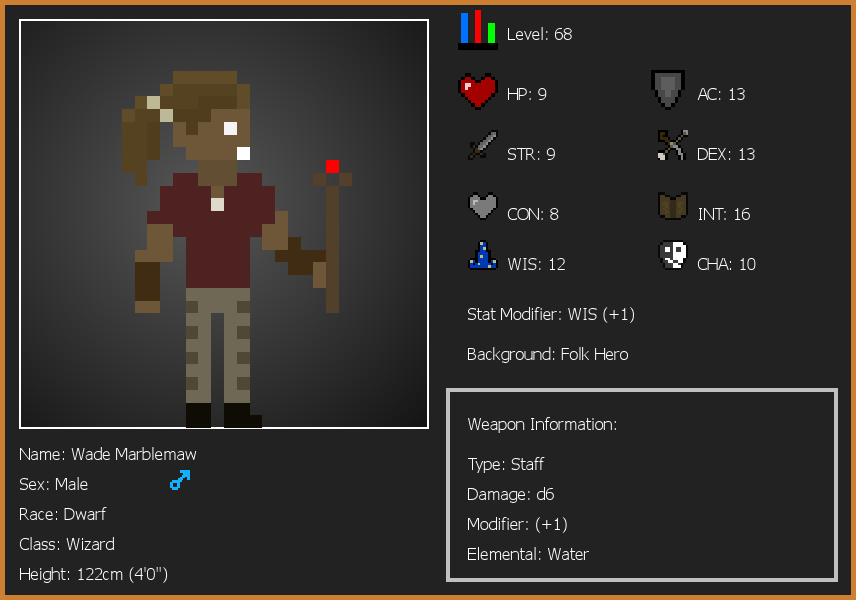 Level: 68
HP: 9
AC: 13
STR: 9
DEX: 13
CON: 8
INT: 16
WIS: 12
CHA: 10
Stat Modifier: WIS (+1)
Background: Folk Hero
Weapon Information:
Type: Staff
Damage: d6
Modifier: (+1)
Elemental: Water
Name: Wade Marblemaw
Sex: Male
Race: Dwarf
Class: Wizard
Height: 122cm (4'0")